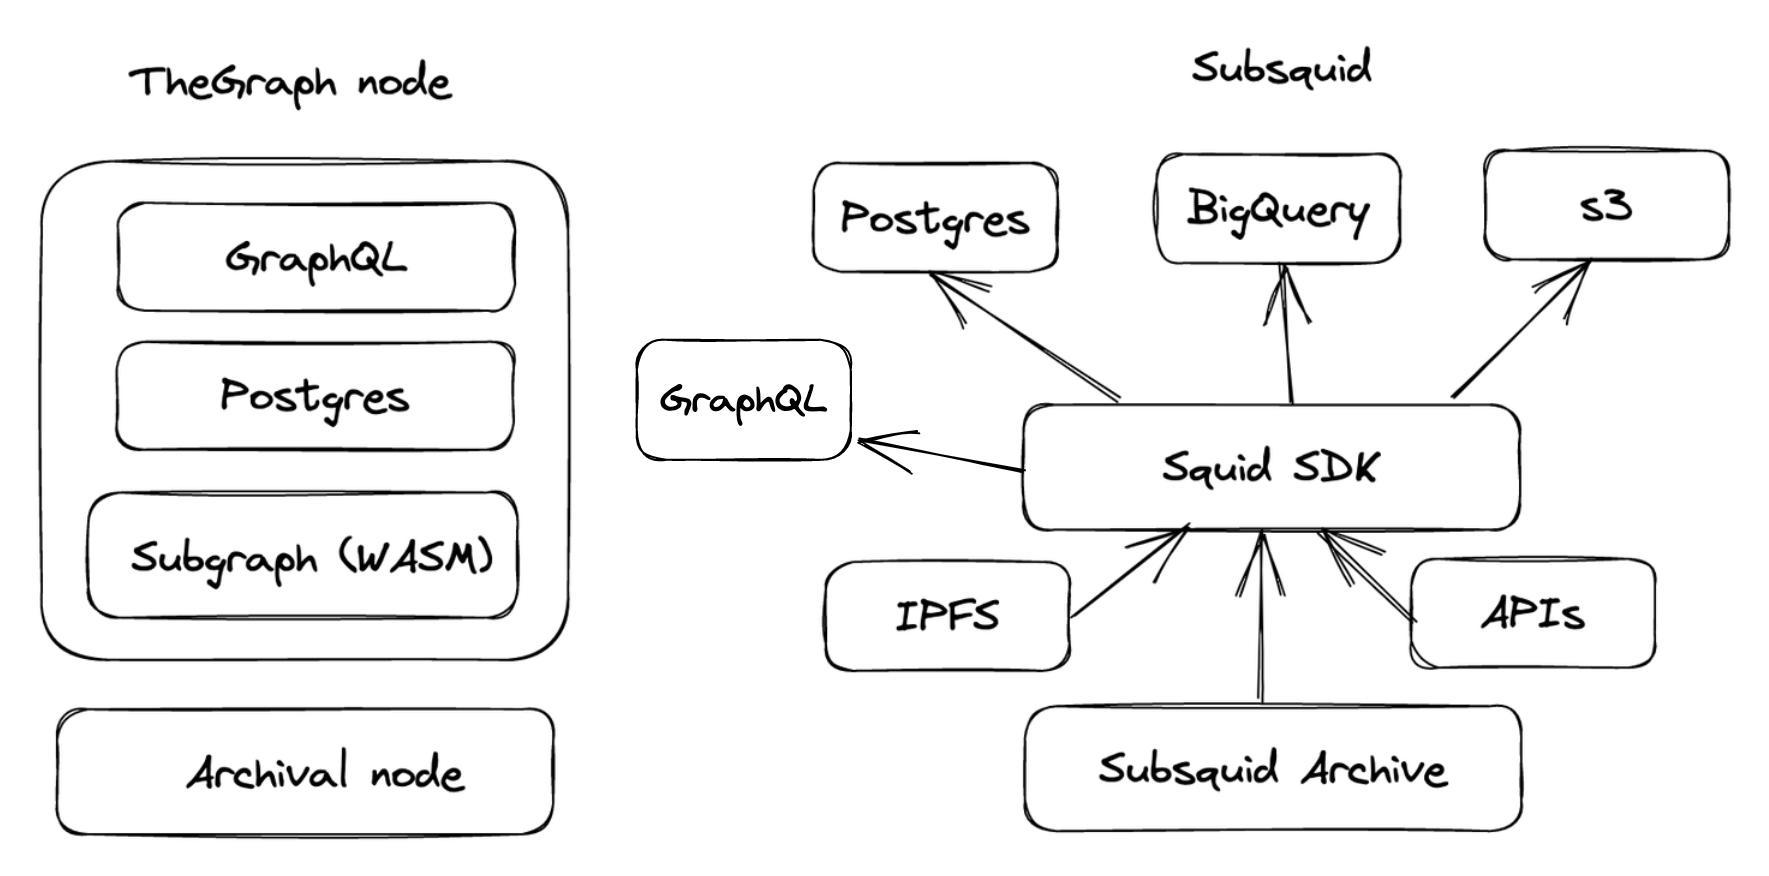 TheGraph node
GraphQL
Postgres
Subgraph (WASM)
Archival node
Subsquid
Postgres
BigQuery
s3
GraphQL
Squid SDK
IPFS
APIs
Subsquid Archive